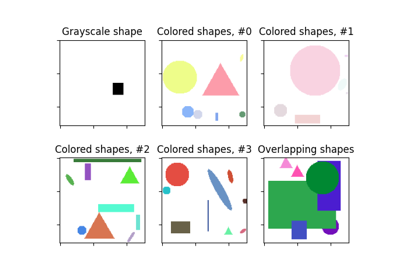 Grayscale shape
Colored shapes, #0
Colored shapes, #1
Colored shapes, #2
Colored shapes, #3
Overlapping shapes